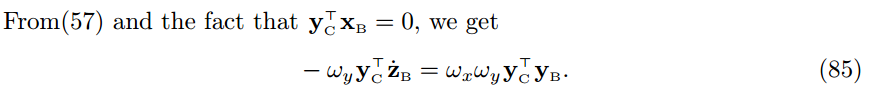 From(57) and the fact that $\mathbf{y}_{\mathrm{C}}^{\top}\mathbf{x}_{\mathrm{B}} = 0$, we get
$-\omega_y \mathbf{y}_{\mathrm{C}}^{\top}\dot{\mathbf{z}}_{\mathrm{B}} = \omega_x \omega_y \mathbf{y}_{\mathrm{C}}^{\top}\mathbf{y}_{\mathrm{B}}.$ (85)